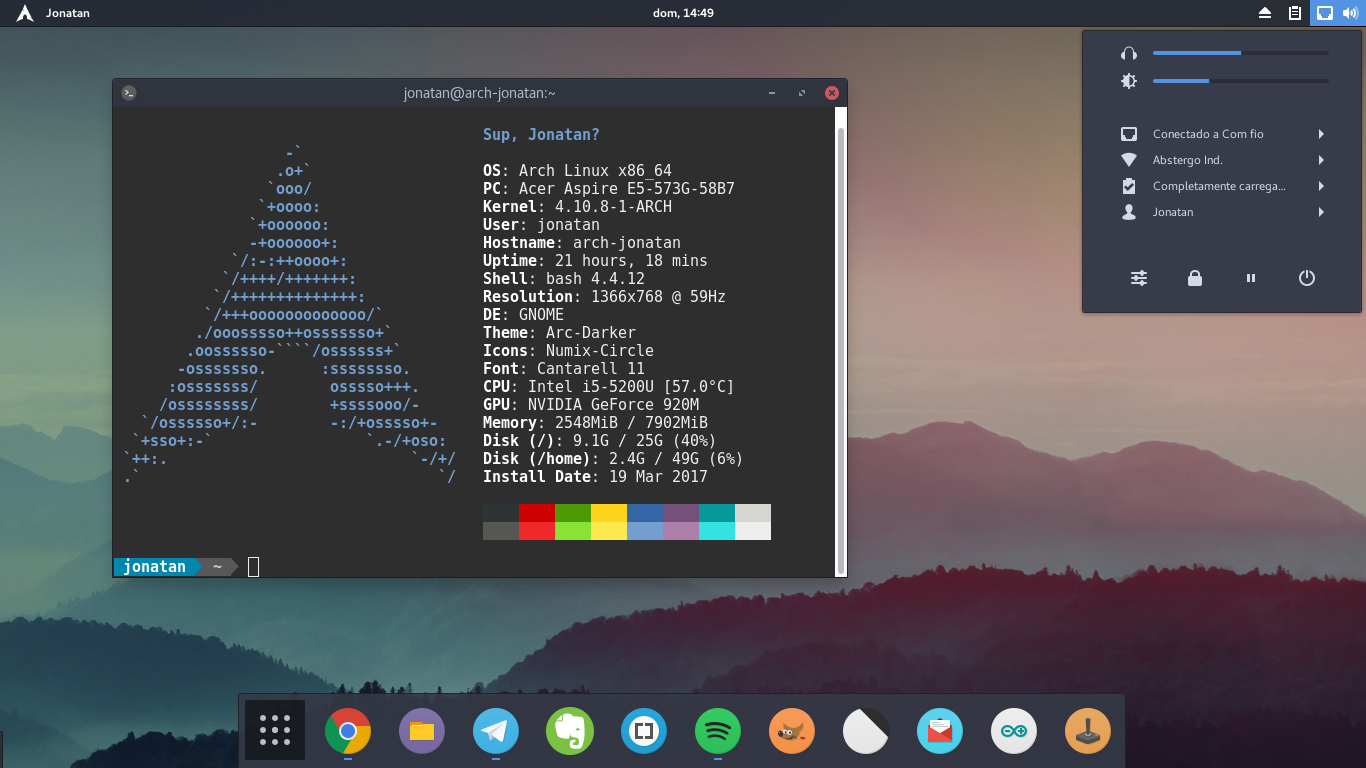 Jonatan
dom, 14:49
jonatan@arch-jonatan:~
Sup, Jonatan?
-`
.o+`
`ooo/
`+oooo:
`+oooooo:
-+oooooo+:
`/:-:++oooo+:
`/++++/+++++++:
`/++++++++++++++:
`/+++ooooooooooooo/`
./ooosssso++osssssso+`
.oossssso-````/ossssss+`
-osssssso.      :ssssssso.
:osssssss/        osssso+++.
/ossssssss/        +ssssooo/-
`/ossssso+/:-        -:/+osssso+-
`+sso+:-`                 `.-/+oso:
`++:.                           `-/+/
.`                                 `/
OS: Arch Linux x86_64
PC: Acer Aspire E5-573G-58B7
Kernel: 4.10.8-1-ARCH
User: jonatan
Hostname: arch-jonatan
Uptime: 21 hours, 18 mins
Shell: bash 4.4.12
Resolution: 1366x768 @ 59Hz
DE: GNOME
Theme: Arc-Darker
Icons: Numix-Circle
Font: Cantarell 11
CPU: Intel i5-5200U [57.0°C]
GPU: NVIDIA GeForce 920M
Memory: 2548MiB / 7902MiB
Disk (/): 9.1G / 25G (40%)
Disk (/home): 2.4G / 49G (6%)
Install Date: 19 Mar 2017
jonatan ~
Conectado a Com fio
Abstergo Ind.
Completamente carrega...
Jonatan